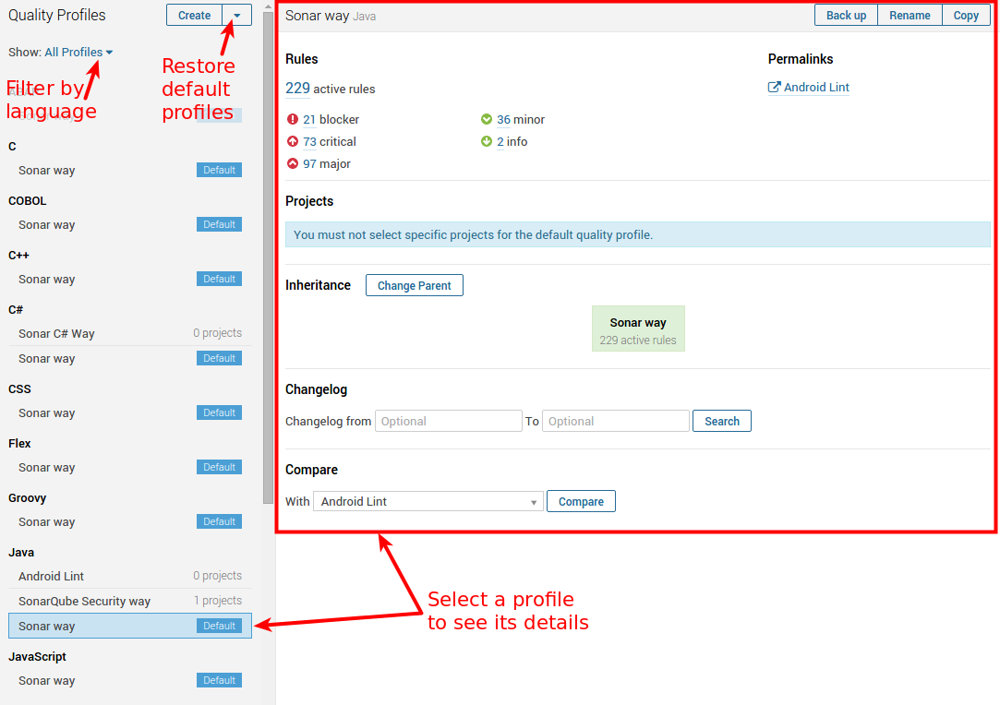 Quality Profiles
Create
Show: All Profiles
Restore
default
profiles
Filter by
language
C
Sonar way Default
COBOL
Sonar way Default
C++
Sonar way Default
C#
Sonar C# Way 0 projects
Sonar way Default
CSS
Sonar way Default
Flex
Sonar way Default
Groovy
Sonar way Default
Java
Android Lint 0 projects
SonarQube Security way 1 projects
Sonar way Default
JavaScript
Sonar way Default
Sonar way Java
Back up Rename Copy
Rules
229 active rules
21 blocker
73 critical
97 major
36 minor
2 info
Permalinks
Android Lint
Projects
You must not select specific projects for the default quality profile.
Inheritance Change Parent
Sonar way
229 active rules
Changelog
Changelog from Optional To Optional Search
Compare
With Android Lint Compare
Select a profile
to see its details